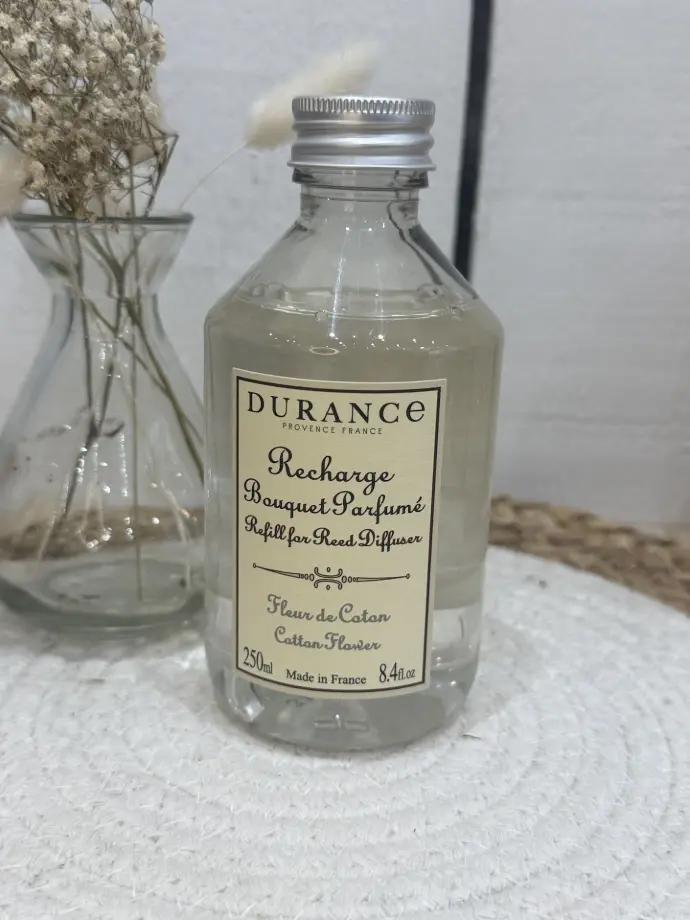 DURANCe
PROVENCE FRANCE
Recharge
Bouquet Parfumé
Refill for Reed Diffuser
Fleur de Coton
Cotton Flower
250ml Made in France 8.4fl.oz